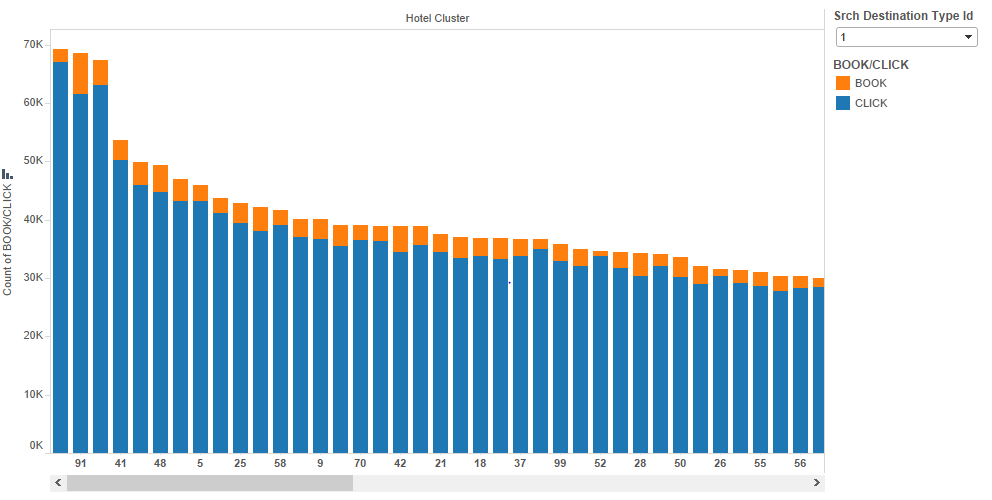 Hotel Cluster
Srch Destination Type Id
1
BOOK/CLICK
BOOK
CLICK
Count of BOOK/CLICK
70K
60K
50K
40K
30K
20K
10K
0K
91 41 48 5 25 58 9 70 42 21 18 37 99 52 28 50 26 55 56